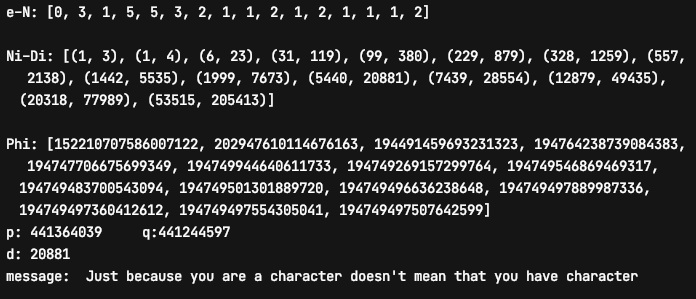 e-N: [0, 3, 1, 5, 5, 3, 2, 1, 1, 2, 1, 2, 1, 1, 1, 2]
Ni-Di: [(1, 3), (1, 4), (6, 23), (31, 119), (99, 380), (229, 879), (328, 1259), (557,
2138), (1442, 5535), (1999, 7673), (5440, 20881), (7439, 28554), (12879, 49435),
(20318, 77989), (53515, 205413)]
Phi: [152210707586007122, 202947610114676163, 194491459693231323, 194764238739084383,
194747706675699349, 194749944640611733, 194749269157299764, 194749546869469317,
194749483700543094, 194749501301889720, 194749496636238648, 194749497889987336,
194749497360412612, 194749497554305041, 194749497507642599]
p: 441364039     q:441244597
d: 20881
message:  Just because you are a character doesn't mean that you have character